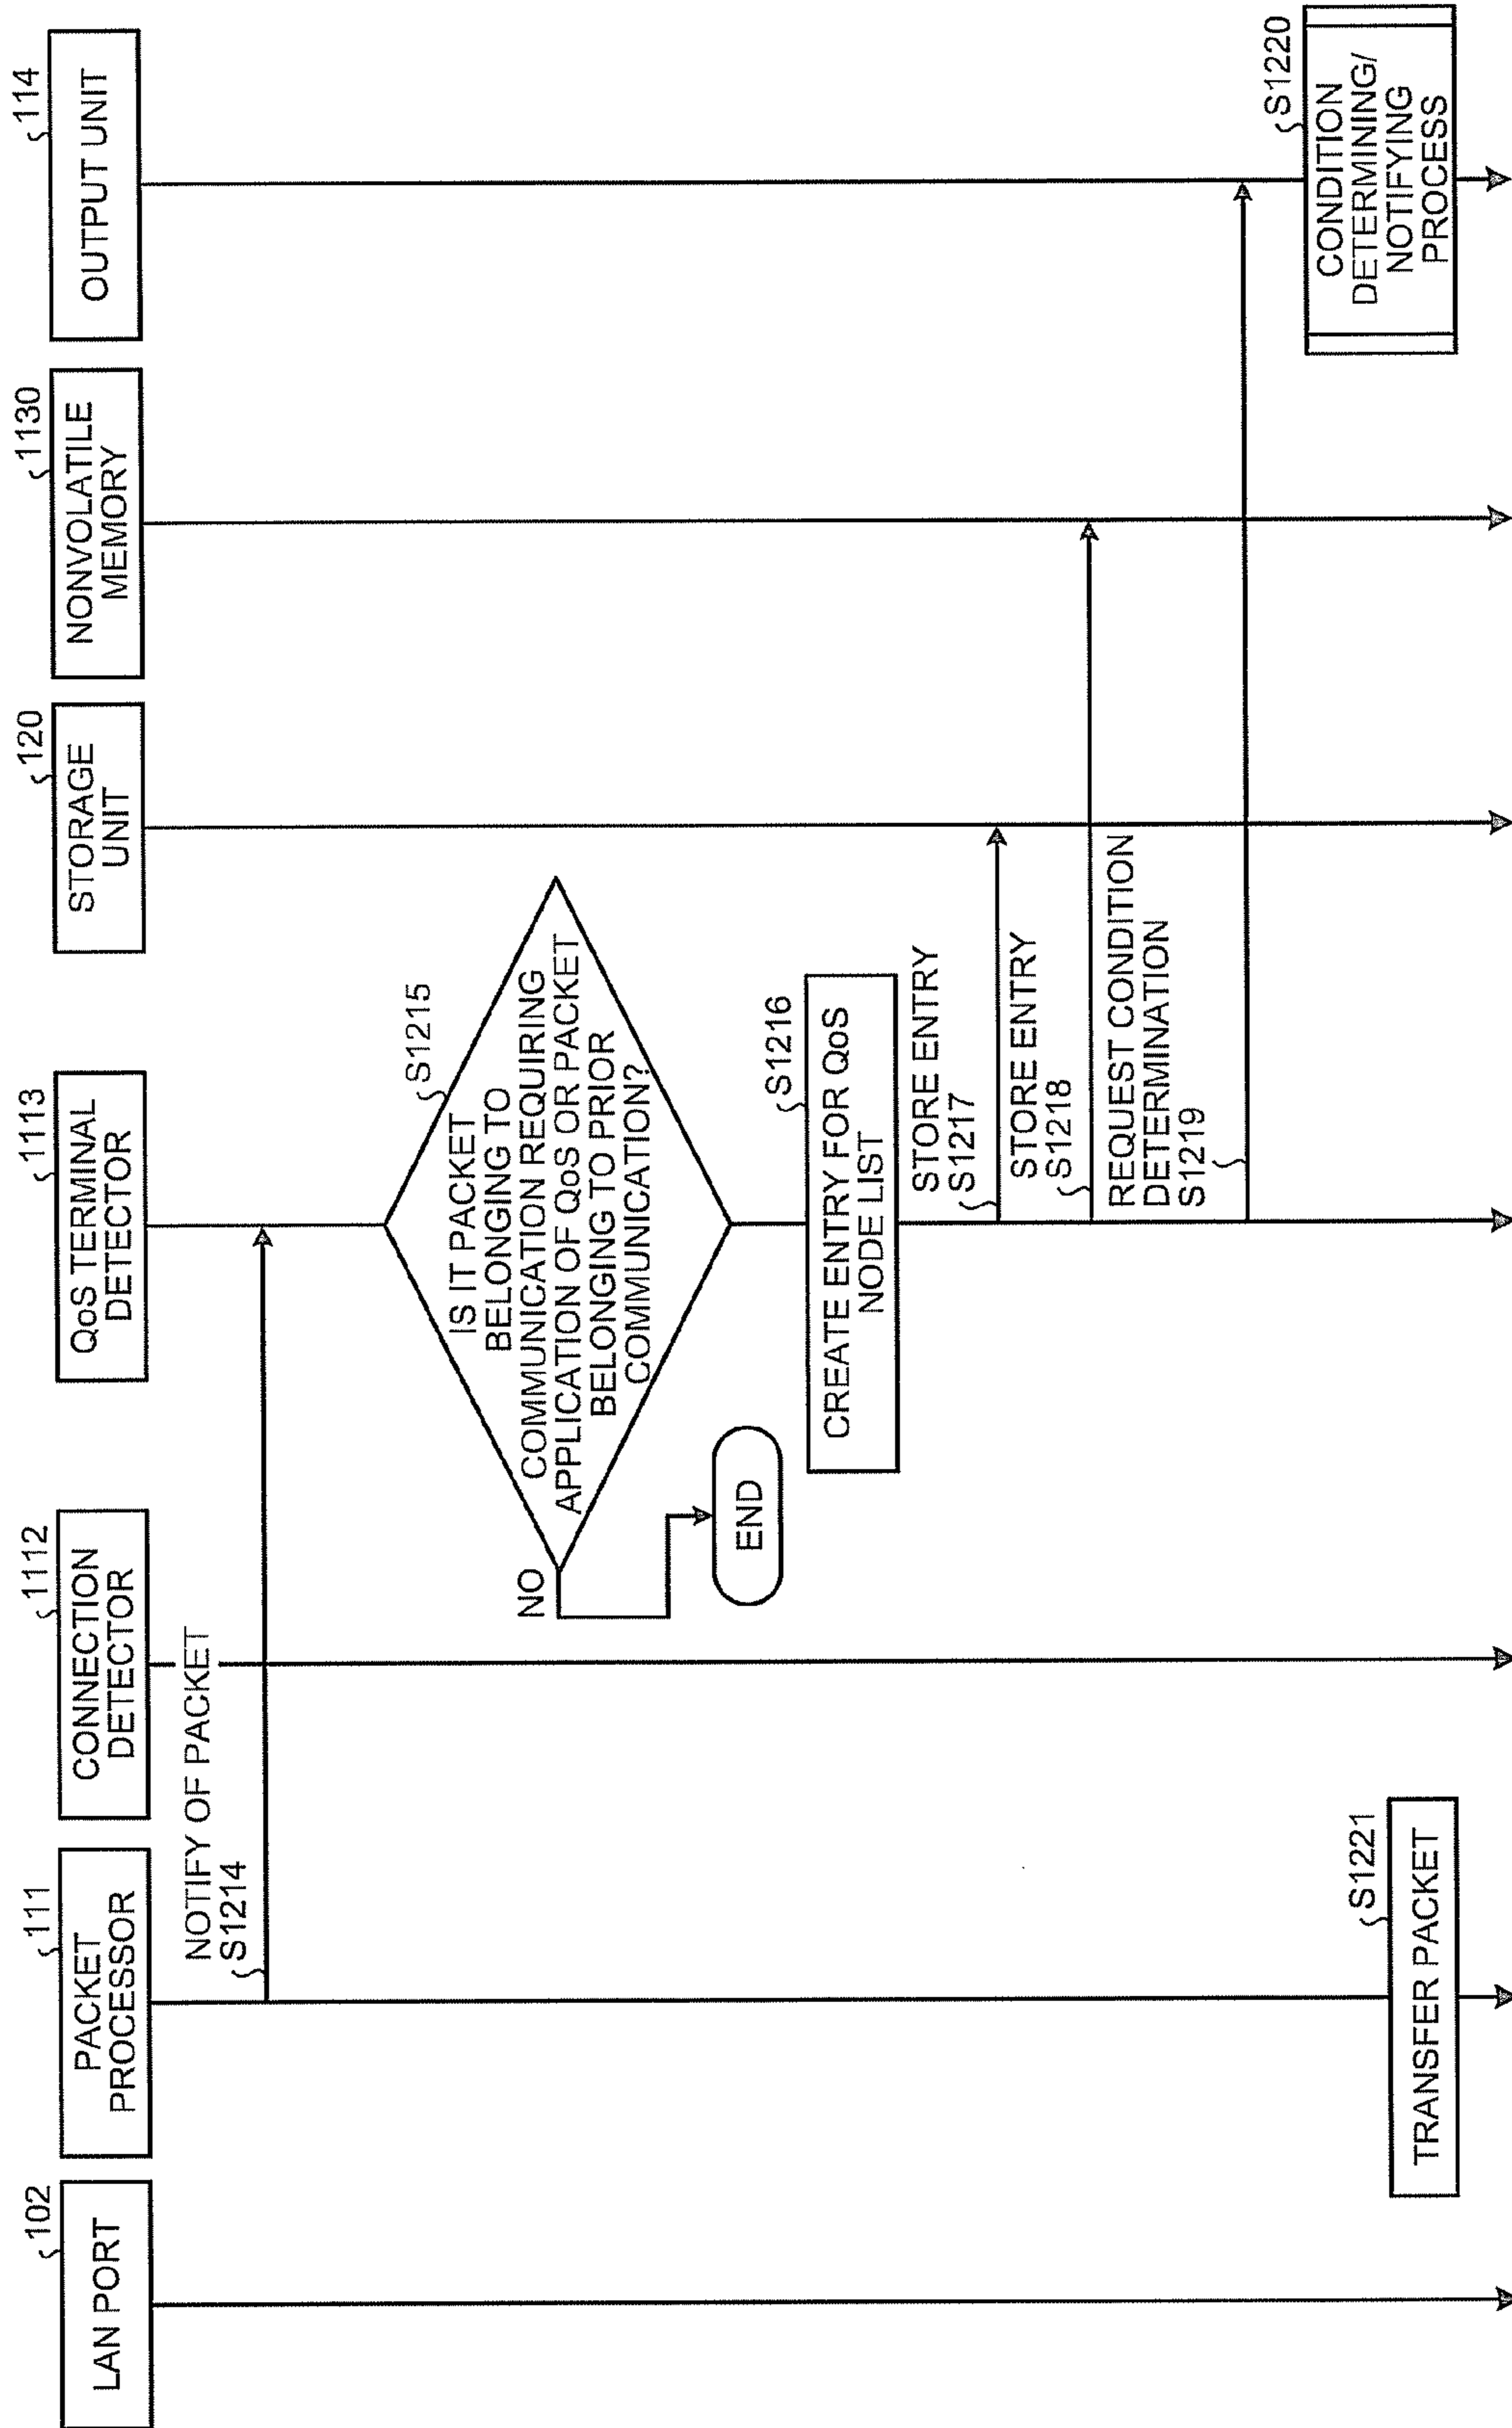 102
LAN PORT
111
PACKET
PROCESSOR
1112
CONNECTION
DETECTOR
1113
QoS TERMINAL
DETECTOR
120
STORAGE
UNIT
1130
NONVOLATILE
MEMORY
114
OUTPUT UNIT
NOTIFY OF PACKET
S1214
S1215
IS IT PACKET
BELONGING TO
COMMUNICATION REQUIRING
APPLICATION OF QoS OR PACKET
BELONGING TO PRIOR
COMMUNICATION?
NO
END
S1216
CREATE ENTRY FOR QoS
NODE LIST
STORE ENTRY
S1217
STORE ENTRY
S1218
REQUEST CONDITION
DETERMINATION
S1219
S1220
CONDITION
DETERMINING/
NOTIFYING
PROCESS
S1221
TRANSFER PACKET